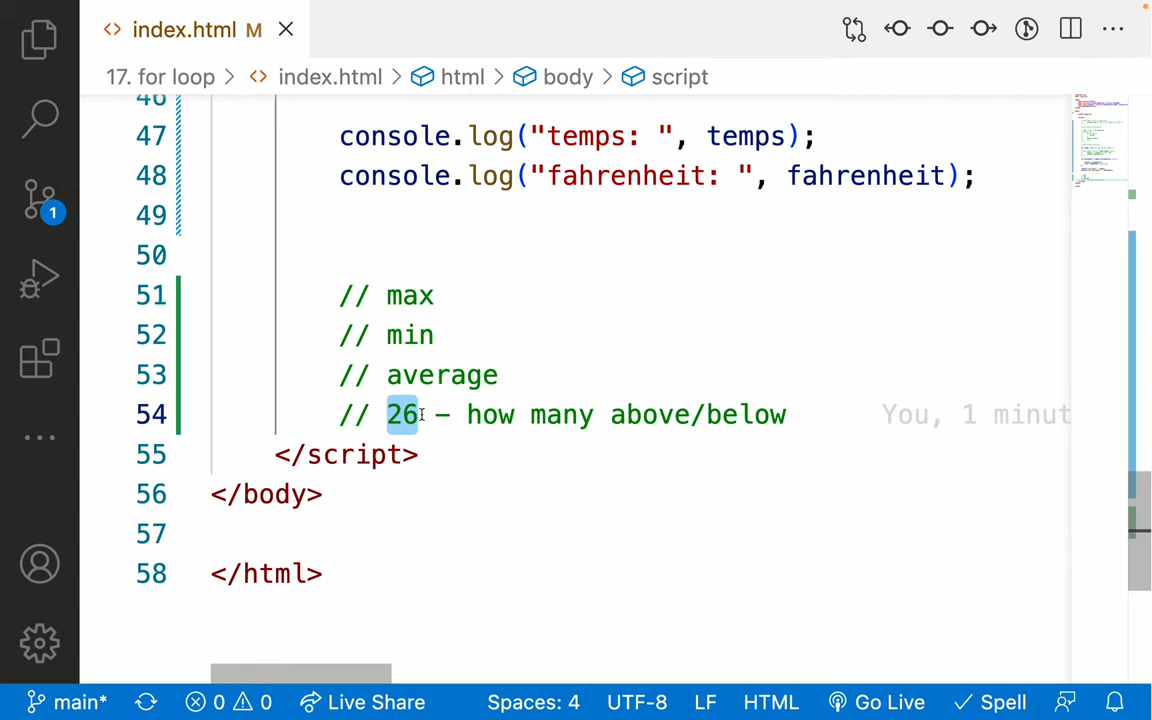 index.html M
17. for loop > index.html > html > body > script
46
47 console.log("temps: ", temps);
48 console.log("fahrenheit: ", fahrenheit);
49
50
51 // max
52 // min
53 // average
54 // 26 - how many above/below You, 1 minut
55 </script>
56 </body>
57
58 </html>
1
main* 0 0 Live Share Spaces: 4 UTF-8 LF HTML Go Live Spell